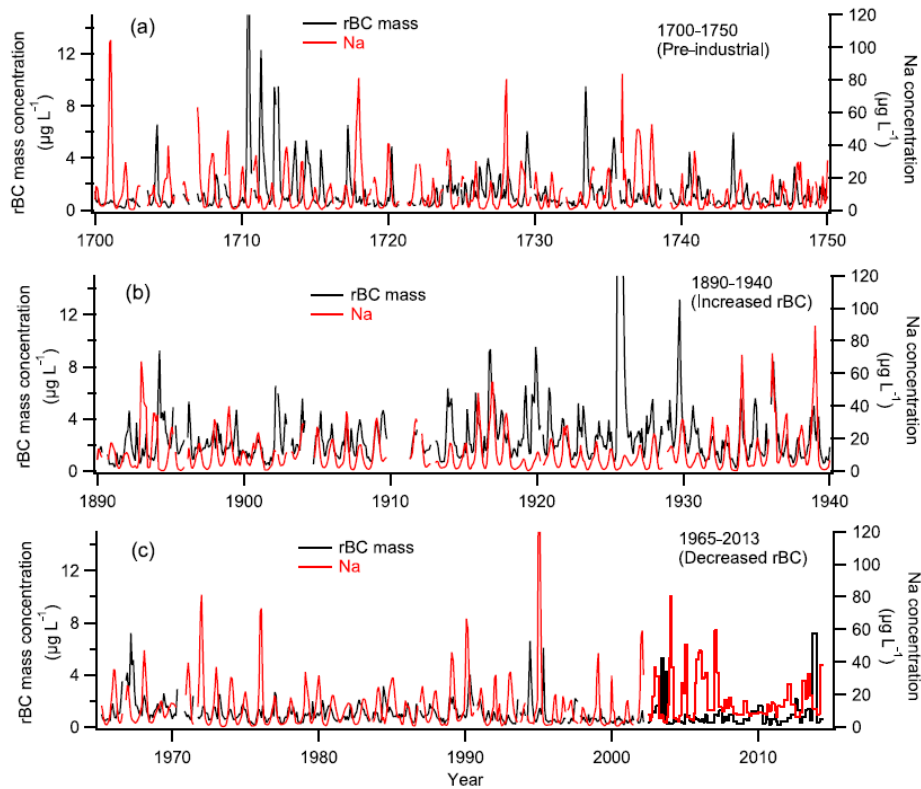 (a)
rBC mass
Na
1700-1750
(Pre-industrial)
rBC mass concentration
(µg L⁻¹)
12
8
4
0
120
100
80
60
40
20
0
Na concentration
(µg L⁻¹)
1700 1710 1720 1730 1740 1750
(b)
rBC mass
Na
1890-1940
(Increased rBC)
rBC mass concentration
(µg L⁻¹)
12
8
4
0
120
100
80
60
40
20
0
Na concentration
(µg L⁻¹)
1890 1900 1910 1920 1930 1940
(c)
rBC mass
Na
1965-2013
(Decreased rBC)
rBC mass concentration
(µg L⁻¹)
12
8
4
0
120
100
80
60
40
20
0
Na concentration
(µg L⁻¹)
1970 1980 1990 2000 2010
Year